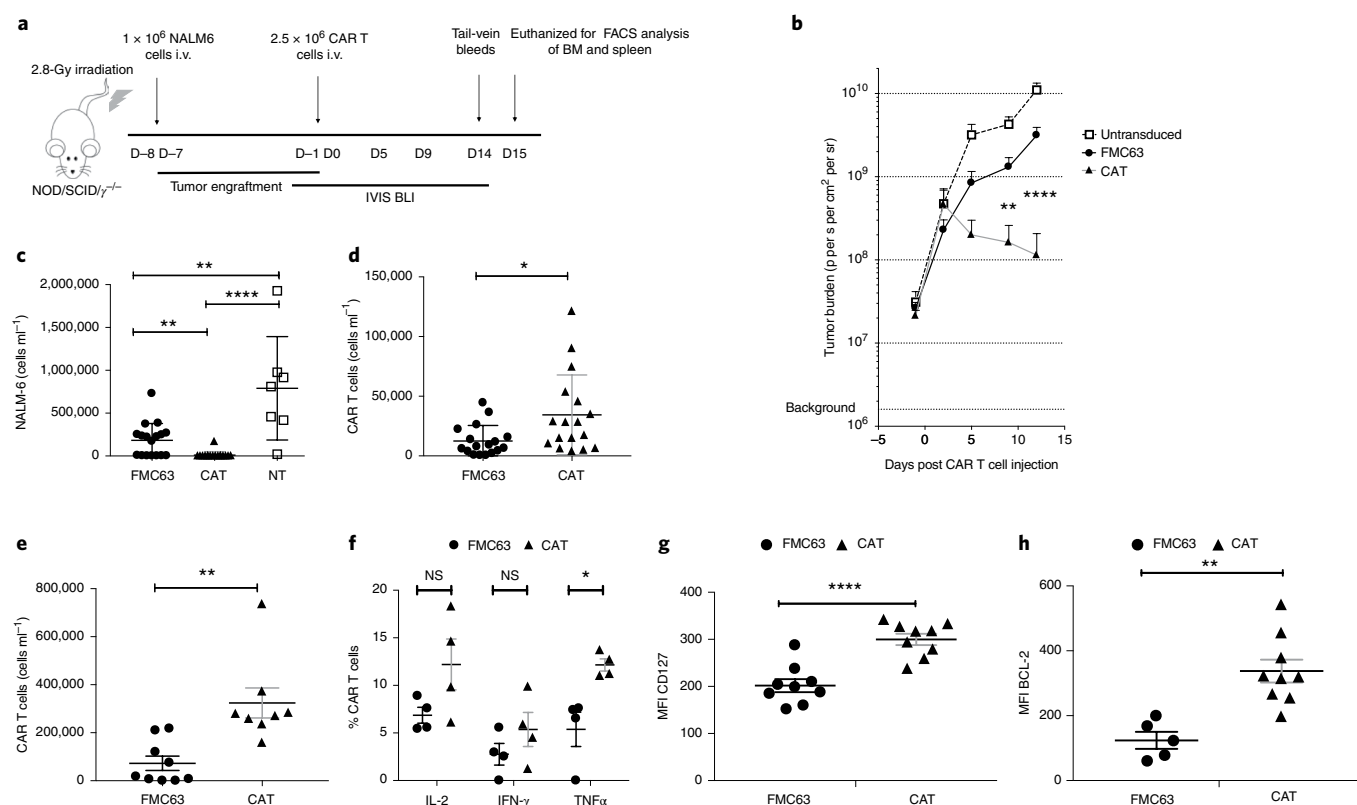 a
1 × 10⁶ NALM6
cells i.v.
2.5 × 10⁶ CAR T
cells i.v.
Tail-vein
bleeds
Euthanized for FACS analysis
of BM and spleen
2.8-Gy irradiation
D–8 D–7 D–1 D0 D5 D9 D14 D15
Tumor engraftment
IVIS BLI
NOD/SCID/γ⁻/⁻
b
Tumor burden (p per s per cm² per sr)
10¹⁰
10⁹
10⁸
10⁷
Background
10⁶
–5 0 5 10 15
Days post CAR T cell injection
** ****
Untransduced
FMC63
CAT
c
NALM-6 (cells ml⁻¹)
2,000,000
1,500,000
1,000,000
500,000
0
**
****
**
FMC63 CAT NT
d
CAR T cells (cells ml⁻¹)
150,000
100,000
50,000
0
*
FMC63 CAT
e
CAR T cells (cells ml⁻¹)
800,000
600,000
400,000
200,000
0
**
FMC63 CAT
f
FMC63 CAT
% CAR T cells
20
15
10
5
0
NS NS *
IL-2 IFN-γ TNFα
g
FMC63 CAT
MFI CD127
400
300
200
100
0
****
FMC63 CAT
h
FMC63 CAT
MFI BCL-2
600
400
200
0
**
FMC63 CAT